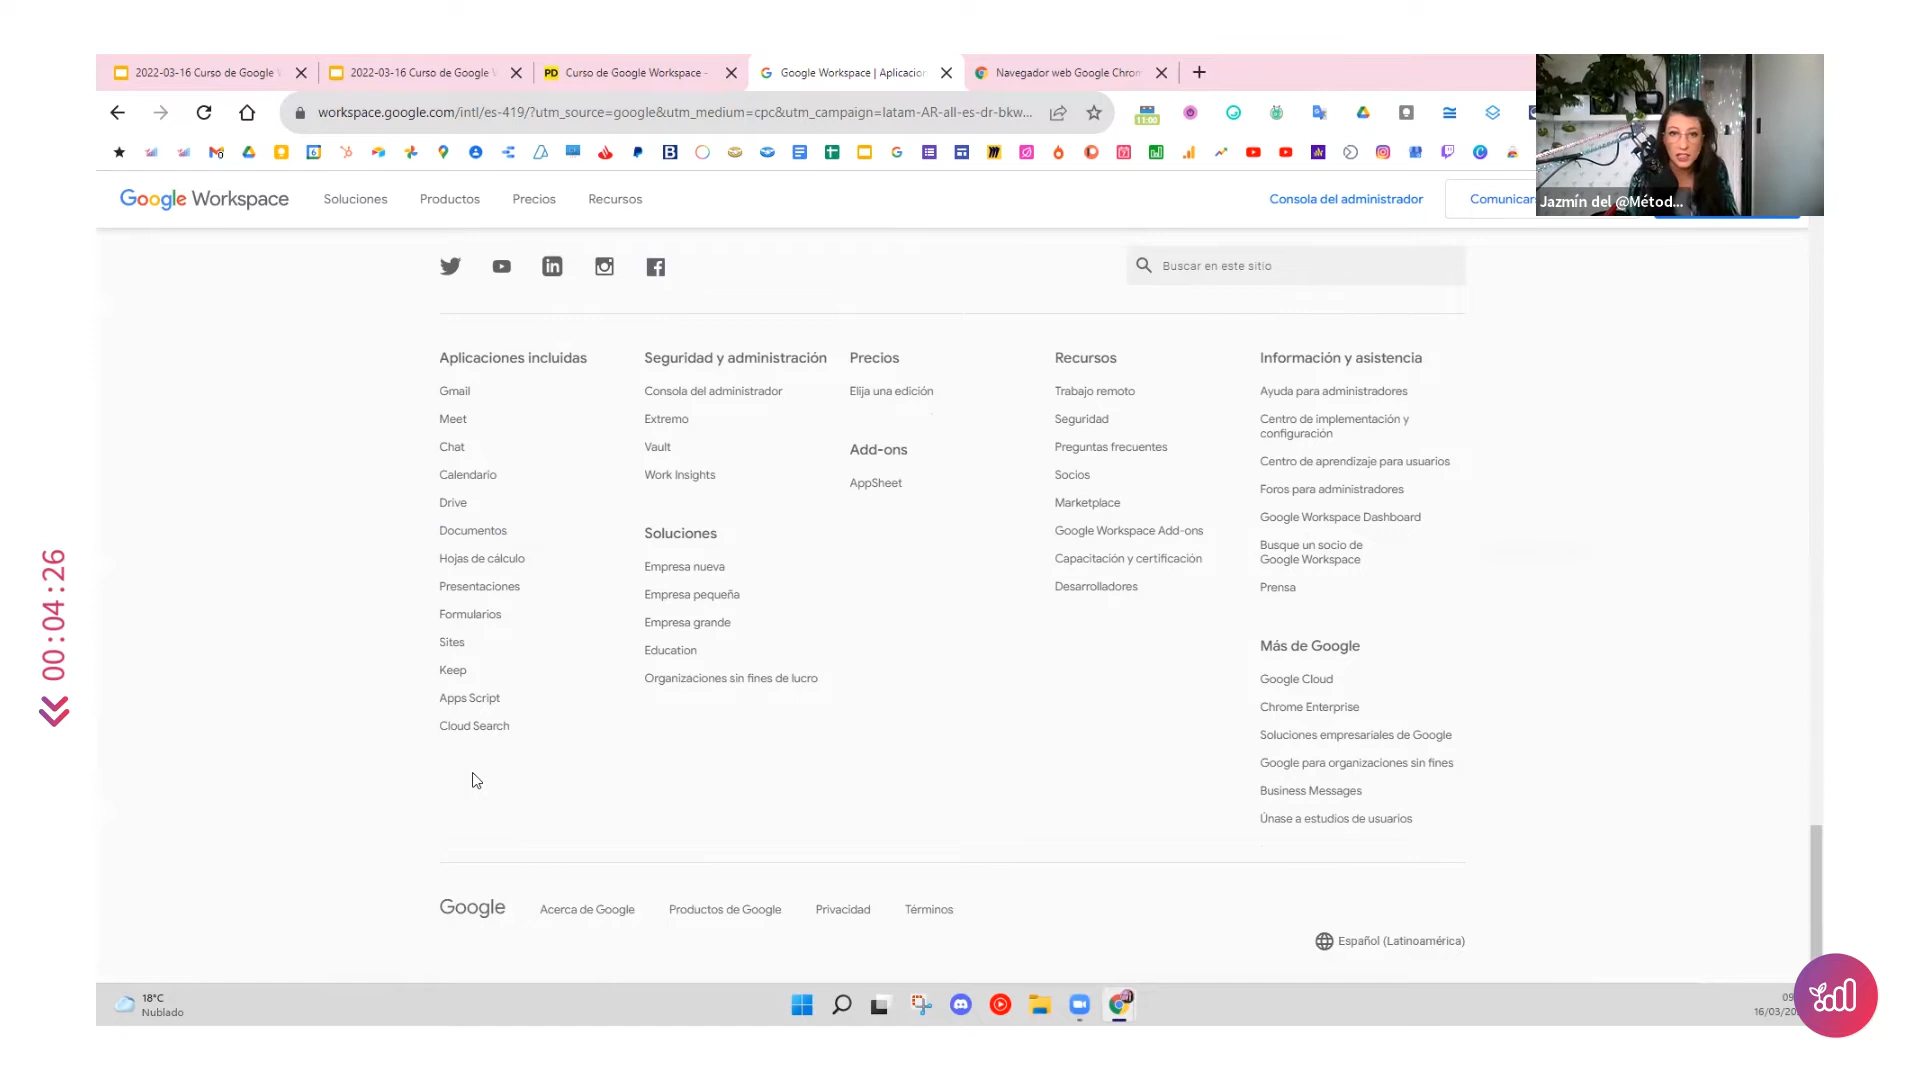 2022-03-16 Curso de Google
2022-03-16 Curso de Google
PD Curso de Google Workspace -
Google Workspace | Aplicacion
Navegador web Google Chrom
workspace.google.com/intl/es-419/?utm_source=google&utm_medium=cpc&utm_campaign=latam-AR-all-es-dr-bkw...
11:00
Google Workspace
Soluciones
Productos
Precios
Recursos
Consola del administrador
Comunicars
Jazmín del @Métod...
Buscar en este sitio
Aplicaciones incluidas
Gmail
Meet
Chat
Calendario
Drive
Documentos
Hojas de cálculo
Presentaciones
Formularios
Sites
Keep
Apps Script
Cloud Search
Seguridad y administración
Consola del administrador
Extremo
Vault
Work Insights
Soluciones
Empresa nueva
Empresa pequeña
Empresa grande
Education
Organizaciones sin fines de lucro
Precios
Elija una edición
Add-ons
AppSheet
Recursos
Trabajo remoto
Seguridad
Preguntas frecuentes
Socios
Marketplace
Google Workspace Add-ons
Capacitación y certificación
Desarrolladores
Información y asistencia
Ayuda para administradores
Centro de implementación y
configuración
Centro de aprendizaje para usuarios
Foros para administradores
Google Workspace Dashboard
Busque un socio de
Google Workspace
Prensa
Más de Google
Google Cloud
Chrome Enterprise
Soluciones empresariales de Google
Google para organizaciones sin fines
Business Messages
Únase a estudios de usuarios
Google
Acerca de Google
Productos de Google
Privacidad
Términos
Español (Latinoamérica)
18°C
Nublado
09
16/03/20
00:04:26